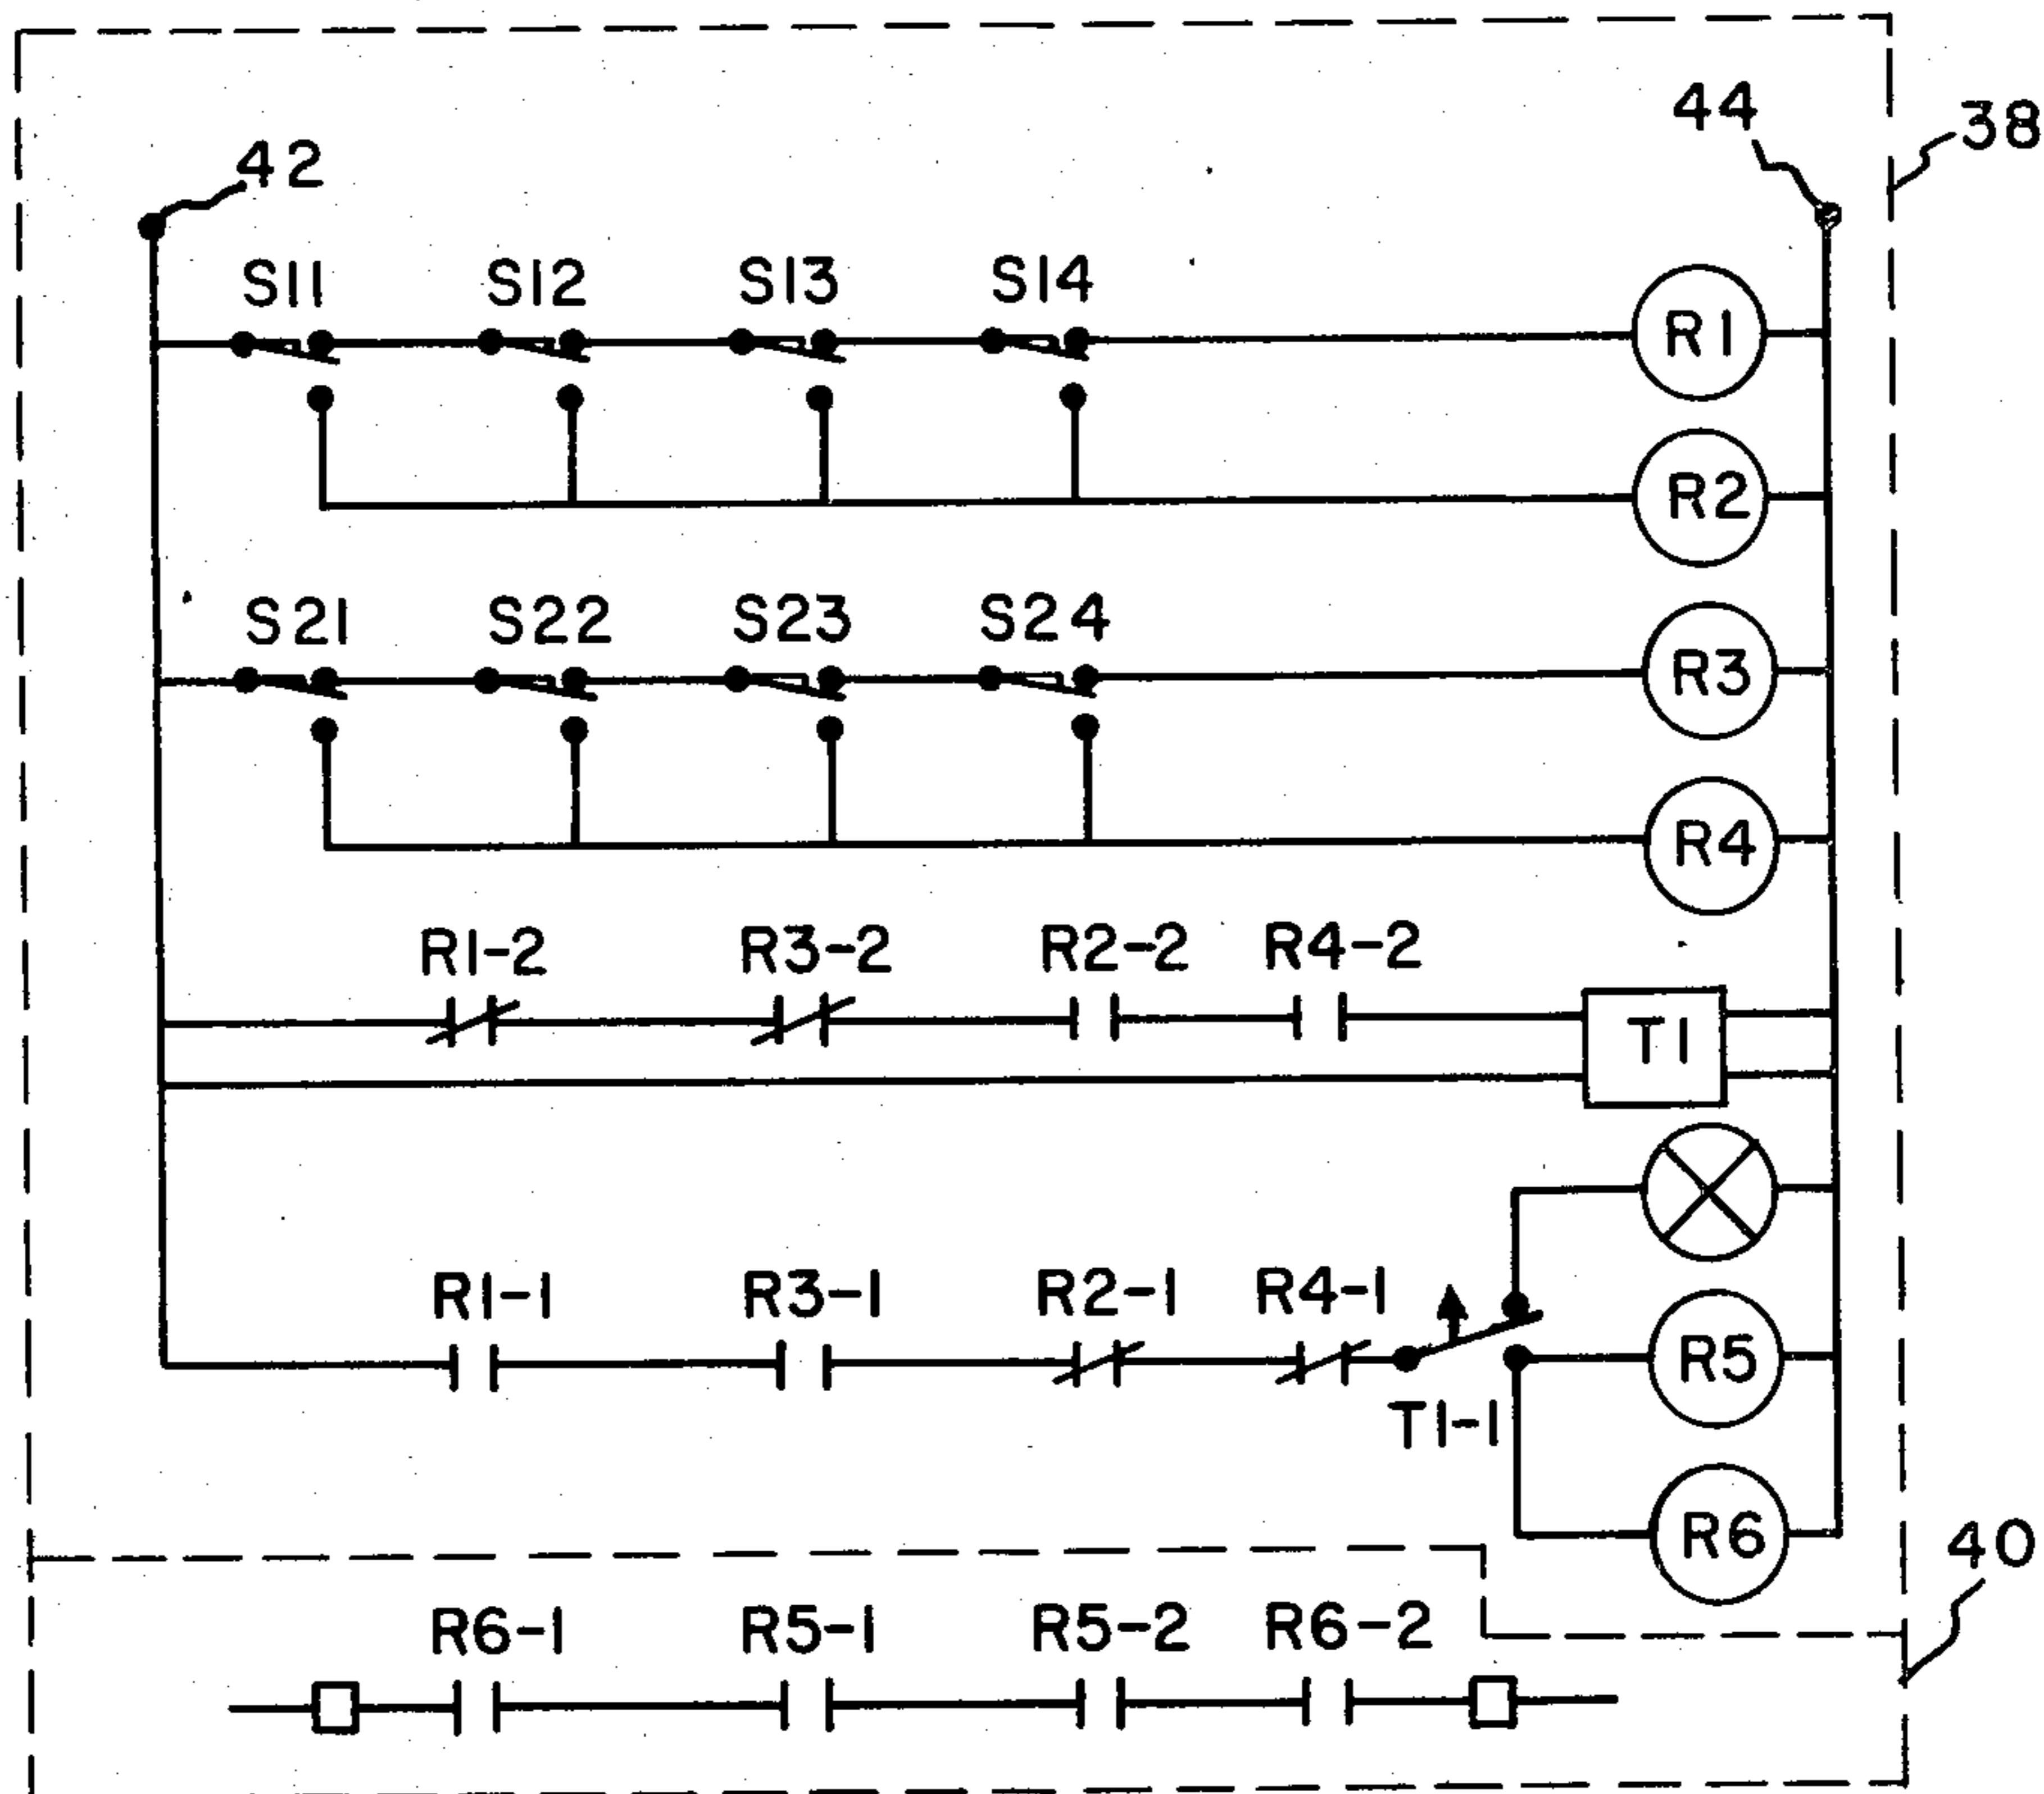 44
38
42
S11 S12 S13 S14
R1
R2
S21 S22 S23 S24
R3
R4
R1-2 R3-2 R2-2 R4-2
T1
R1-1 R3-1 R2-1 R4-1
R5
T1-1
R6
40
R6-1 R5-1 R5-2 R6-2